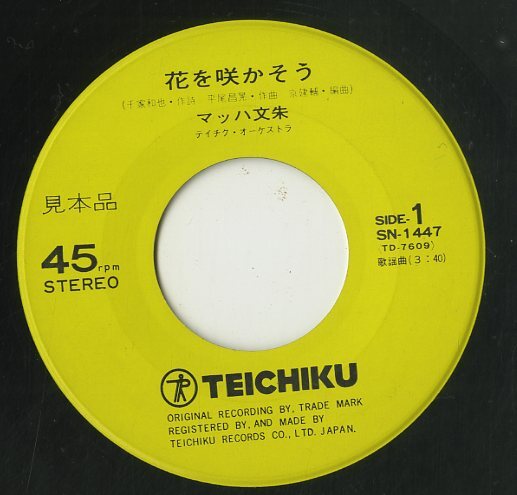 花を咲かそう
(千家和也・作詩 平尾昌晃・作曲 京建輔・編曲)
マッハ文朱
テイチク・オーケストラ
見本品
SIDE-1
SN-1447
(TD-7609)
歌謡曲(3:40)
45rpm
STEREO
TEICHIKU
ORIGINAL RECORDING BY, TRADE MARK
REGISTERED BY, AND MADE BY
TEICHIKU RECORDS CO., LTD. JAPAN.